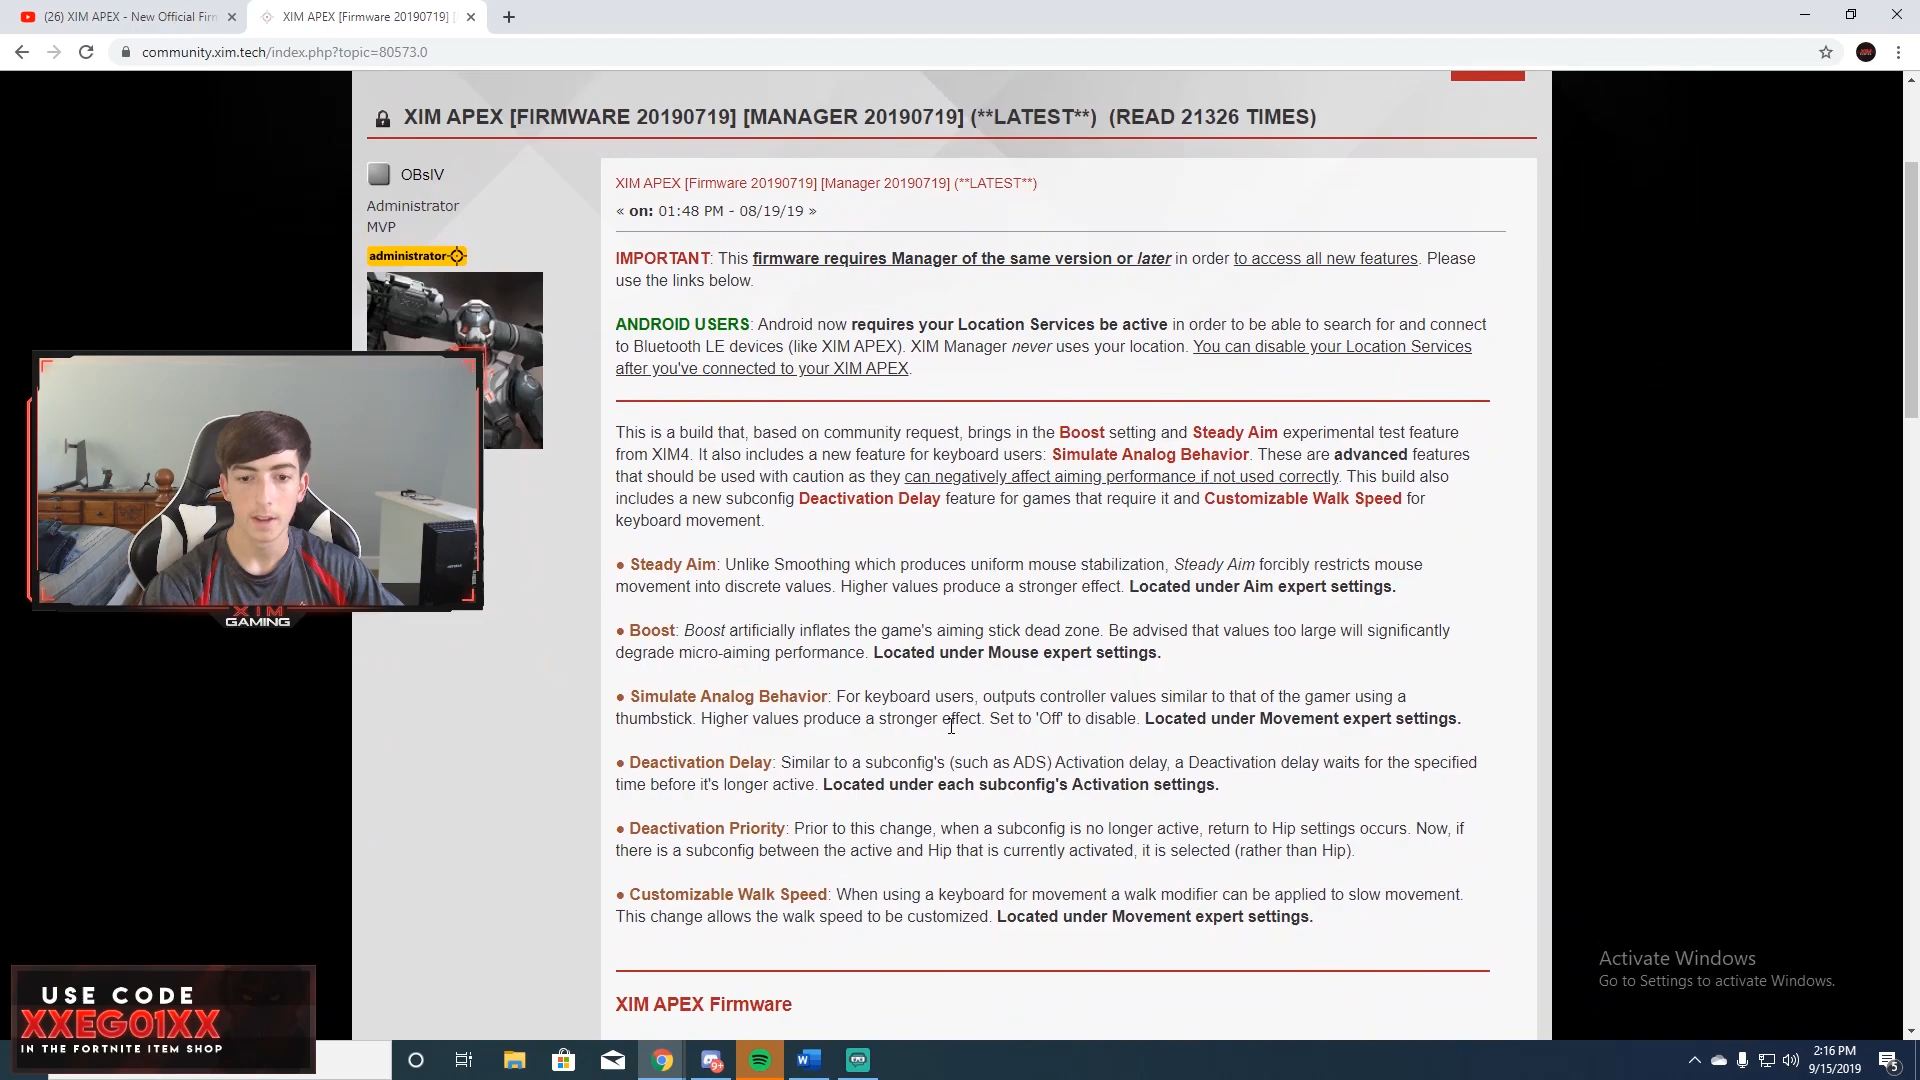 (26) XIM APEX - New Official Firm
XIM APEX [Firmware 20190719] [
community.xim.tech/index.php?topic=80573.0
XIM APEX [FIRMWARE 20190719] [MANAGER 20190719] (**LATEST**) (READ 21326 TIMES)
OBsIV
Administrator
MVP
administrator
XIM APEX [Firmware 20190719] [Manager 20190719] (**LATEST**)
« on: 01:48 PM - 08/19/19 »
IMPORTANT: This firmware requires Manager of the same version or later in order to access all new features. Please
use the links below.
ANDROID USERS: Android now requires your Location Services be active in order to be able to search for and connect
to Bluetooth LE devices (like XIM APEX). XIM Manager never uses your location. You can disable your Location Services
after you've connected to your XIM APEX.
This is a build that, based on community request, brings in the Boost setting and Steady Aim experimental test feature
from XIM4. It also includes a new feature for keyboard users: Simulate Analog Behavior. These are advanced features
that should be used with caution as they can negatively affect aiming performance if not used correctly. This build also
includes a new subconfig Deactivation Delay feature for games that require it and Customizable Walk Speed for
keyboard movement.
● Steady Aim: Unlike Smoothing which produces uniform mouse stabilization, Steady Aim forcibly restricts mouse
movement into discrete values. Higher values produce a stronger effect. Located under Aim expert settings.
● Boost: Boost artificially inflates the game's aiming stick dead zone. Be advised that values too large will significantly
degrade micro-aiming performance. Located under Mouse expert settings.
● Simulate Analog Behavior: For keyboard users, outputs controller values similar to that of the gamer using a
thumbstick. Higher values produce a stronger effect. Set to 'Off' to disable. Located under Movement expert settings.
● Deactivation Delay: Similar to a subconfig's (such as ADS) Activation delay, a Deactivation delay waits for the specified
time before it's longer active. Located under each subconfig's Activation settings.
● Deactivation Priority: Prior to this change, when a subconfig is no longer active, return to Hip settings occurs. Now, if
there is a subconfig between the active and Hip that is currently activated, it is selected (rather than Hip).
● Customizable Walk Speed: When using a keyboard for movement a walk modifier can be applied to slow movement.
This change allows the walk speed to be customized. Located under Movement expert settings.
XIM APEX Firmware
XIM
GAMING
USE CODE
XXEGO1XX
IN THE FORTNITE ITEM SHOP
Activate Windows
Go to Settings to activate Windows.
9+
2:16 PM
9/15/2019
5